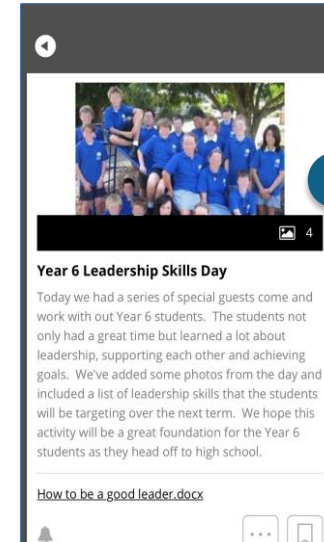 4
Year 6 Leadership Skills Day
Today we had a series of special guests come and
work with out Year 6 students. The students not
only had a great time but learned a lot about
leadership, supporting each other and achieving
goals. We've added some photos from the day and
included a list of leadership skills that the students
will be targeting over the next term. We hope this
activity will be a great foundation for the Year 6
students as they head off to high school.
How to be a good leader.docx